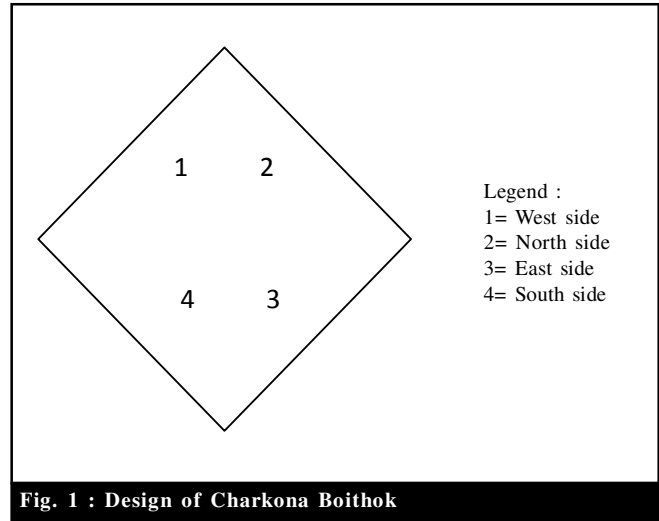 1 2
4 3
Legend :
1= West side
2= North side
3= East side
4= South side
Fig. 1 : Design of Charkona Boithok